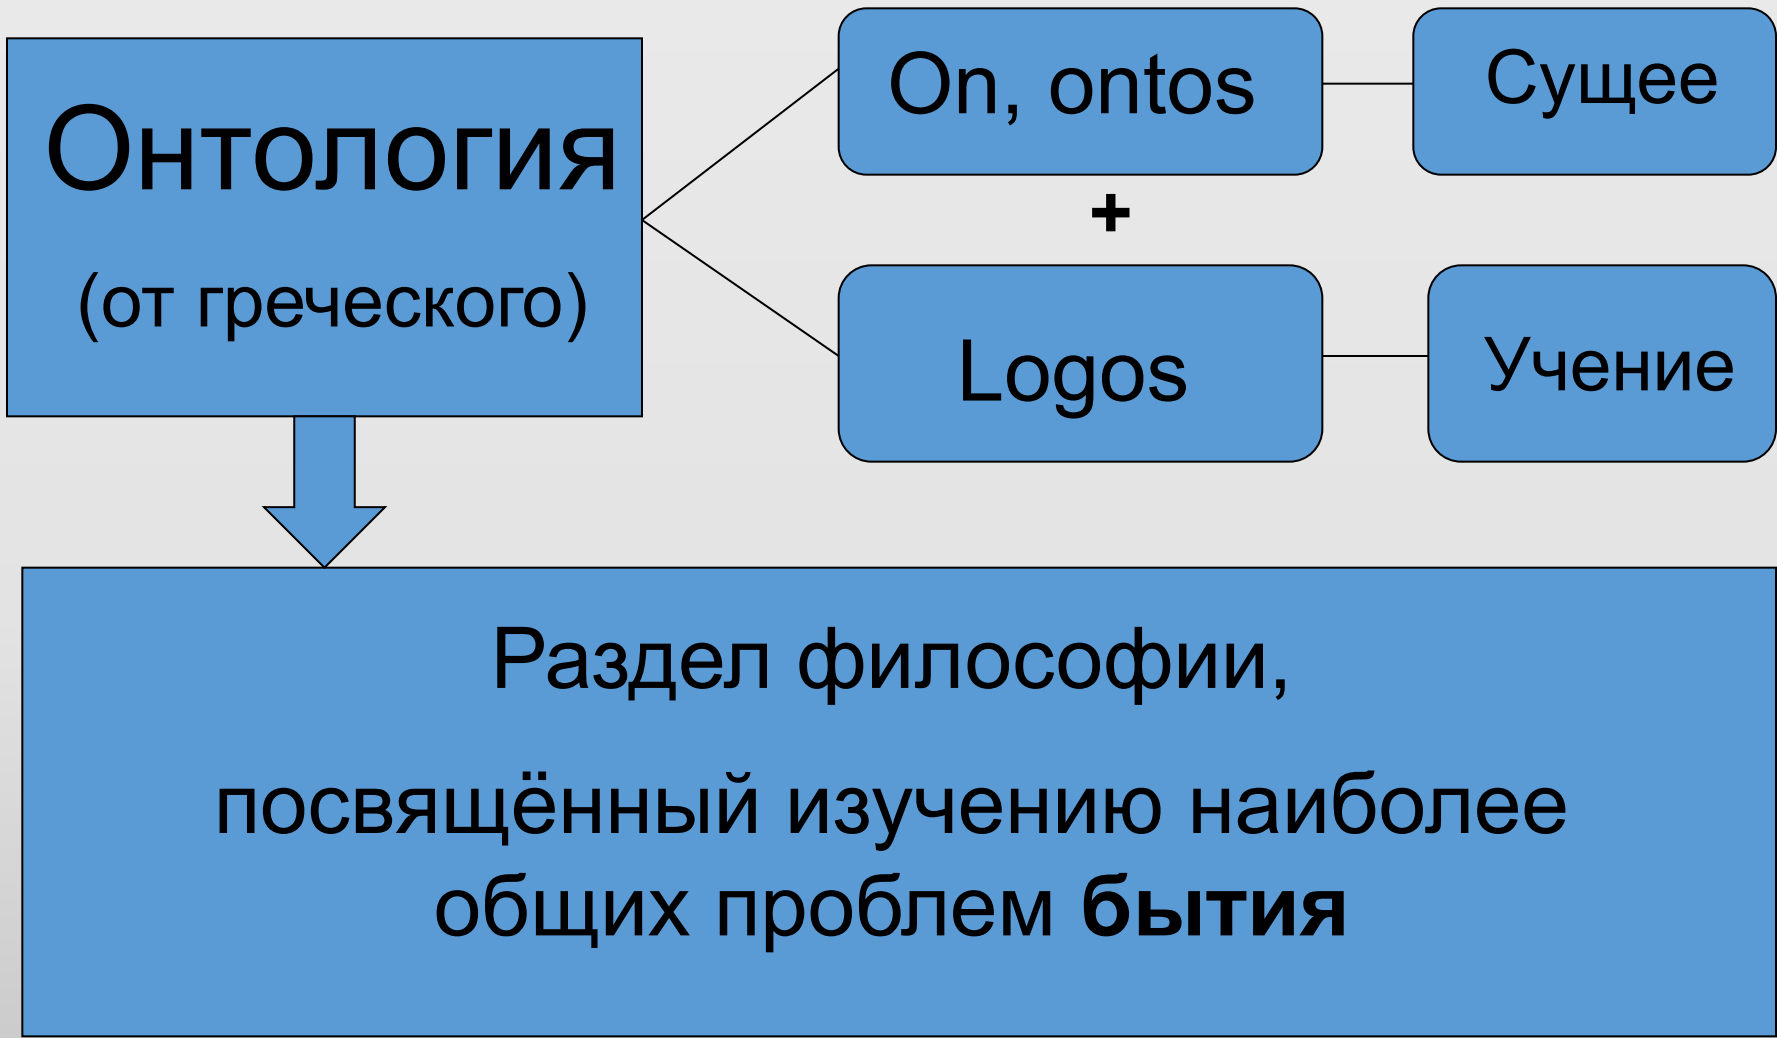 Онтология
(от греческого)
On, ontos
Сущее
+
Logos
Учение
Раздел философии,
посвящённый изучению наиболее
общих проблем бытия